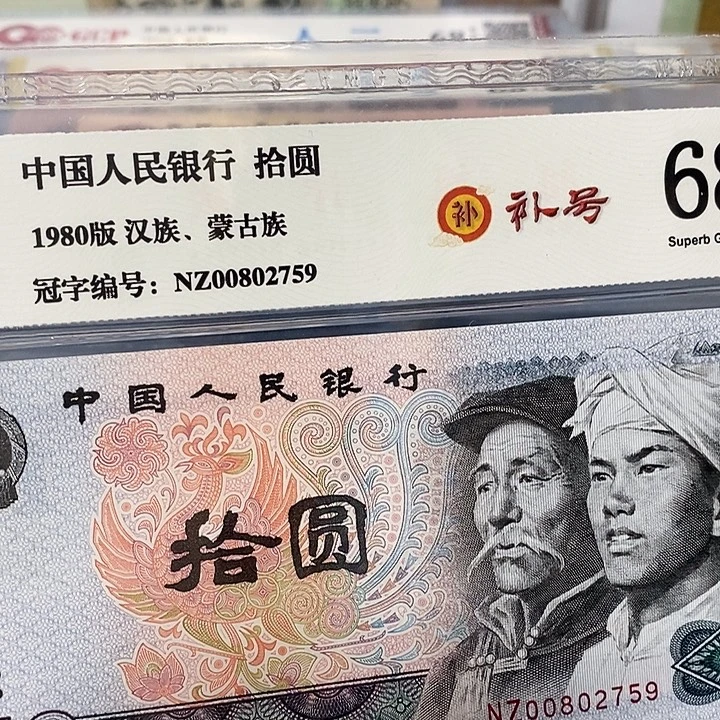 中国人民银行 拾圆
1980版 汉族、蒙古族
冠字编号：NZ00802759
补
补号
68
Superb G
中国人民银行
拾圆
NZ00802759